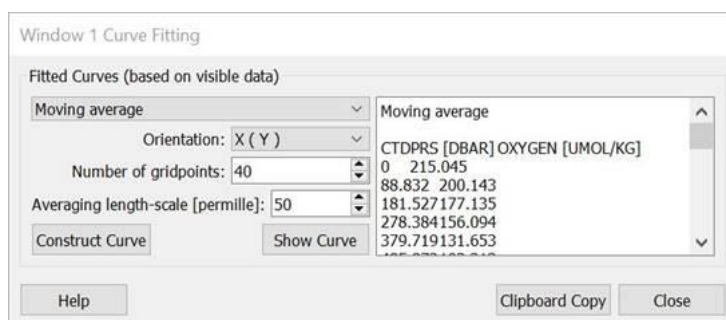 Window 1 Curve Fitting
Fitted Curves (based on visible data)
Moving average
Orientation: X ( Y )
Number of gridpoints: 40
Averaging length-scale [permille]: 50
Construct Curve
Show Curve
Moving average
CTDPRS [DBAR] OXYGEN [UMOL/KG]
0 215.045
88.832 200.143
181.527177.135
278.384156.094
379.719131.653
Help
Clipboard Copy
Close